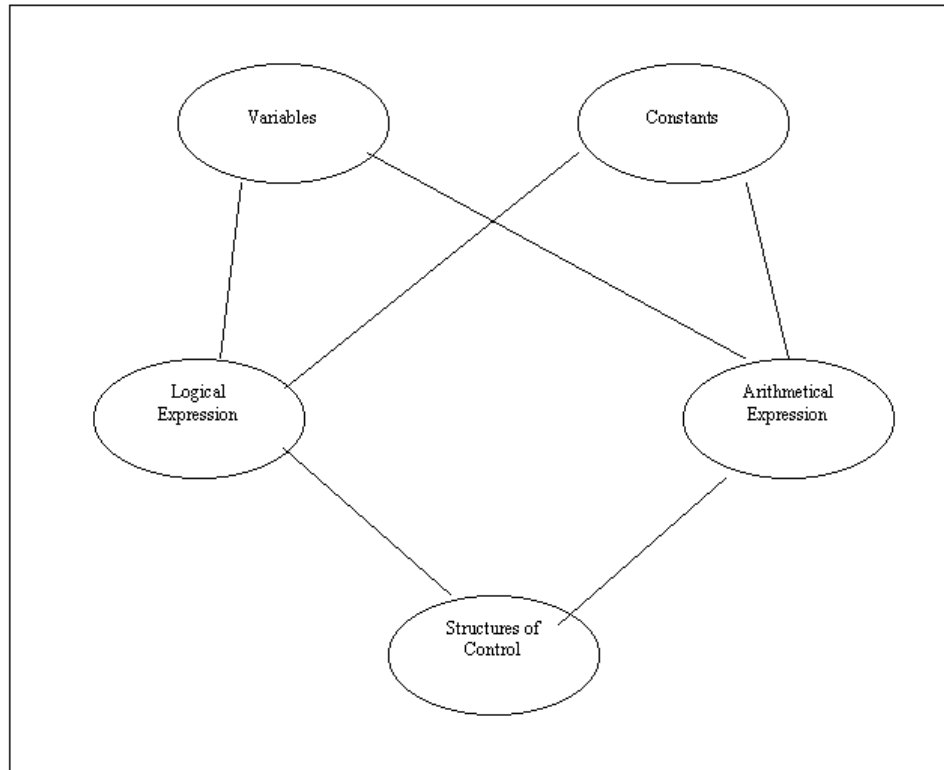 Variables
Constants
Logical
Expression
Arithmetical
Expression
Structures of
Control